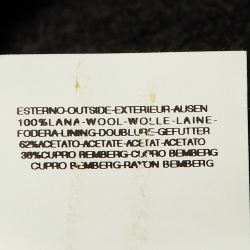 ESTERNO-OUTSIDE-EXTERIEUR-AUSEN
100%LANA-WOOL-WOLLE-LAINE-
FODERA-LINING-DOUBLURE-GEFUTTER
62%ACETATO-ACETATE-ACETAT-ACETATO
38%CUPRO BEMBERG-CUPRO BEMBERG
CUPRO BEMBERG-RAYON BEMBERG